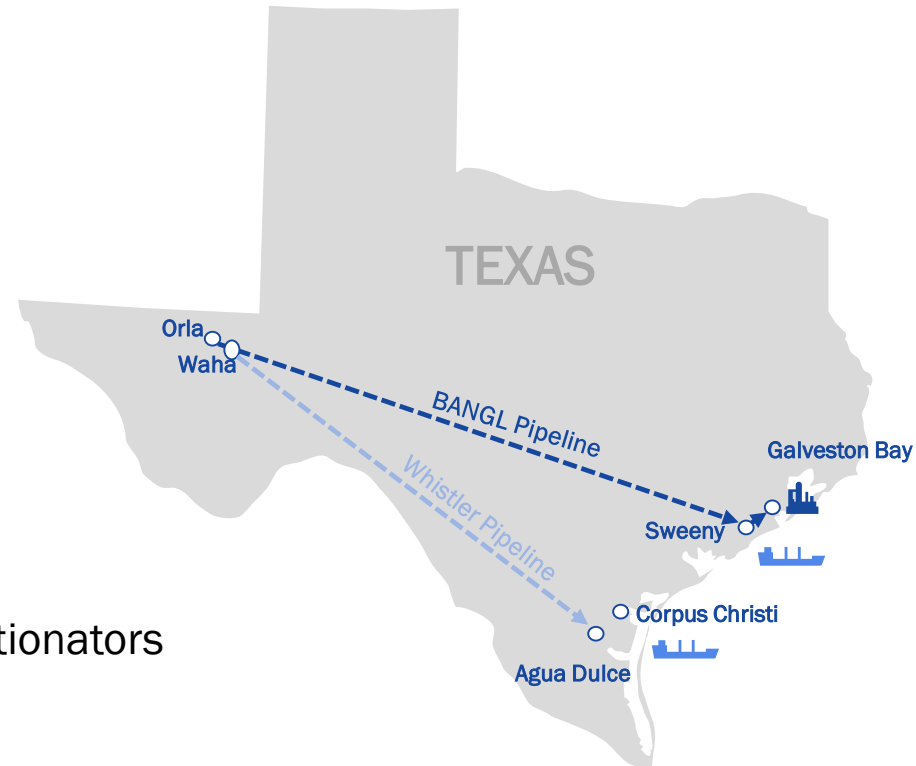 TEXAS
Orla
Waha
BANGL Pipeline
Whistler Pipeline
Galveston Bay
Sweeny
Corpus Christi
Agua Dulce
tionators